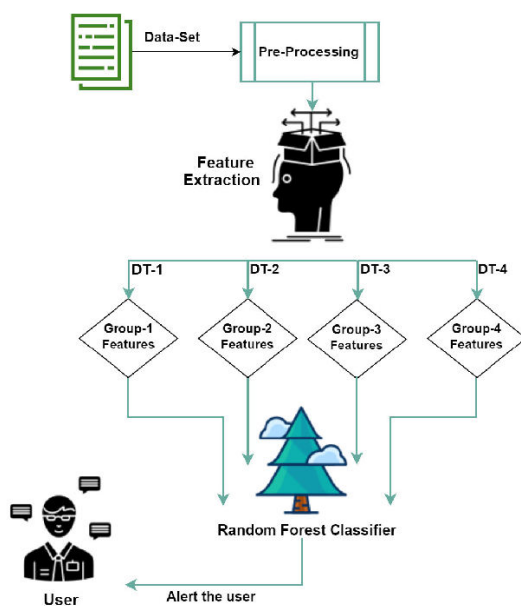 Data-Set
Pre-Processing
Feature
Extraction
DT-1
DT-2
DT-3
DT-4
Group-1
Features
Group-2
Features
Group-3
Features
Group-4
Features
Random Forest Classifier
Alert the user
User